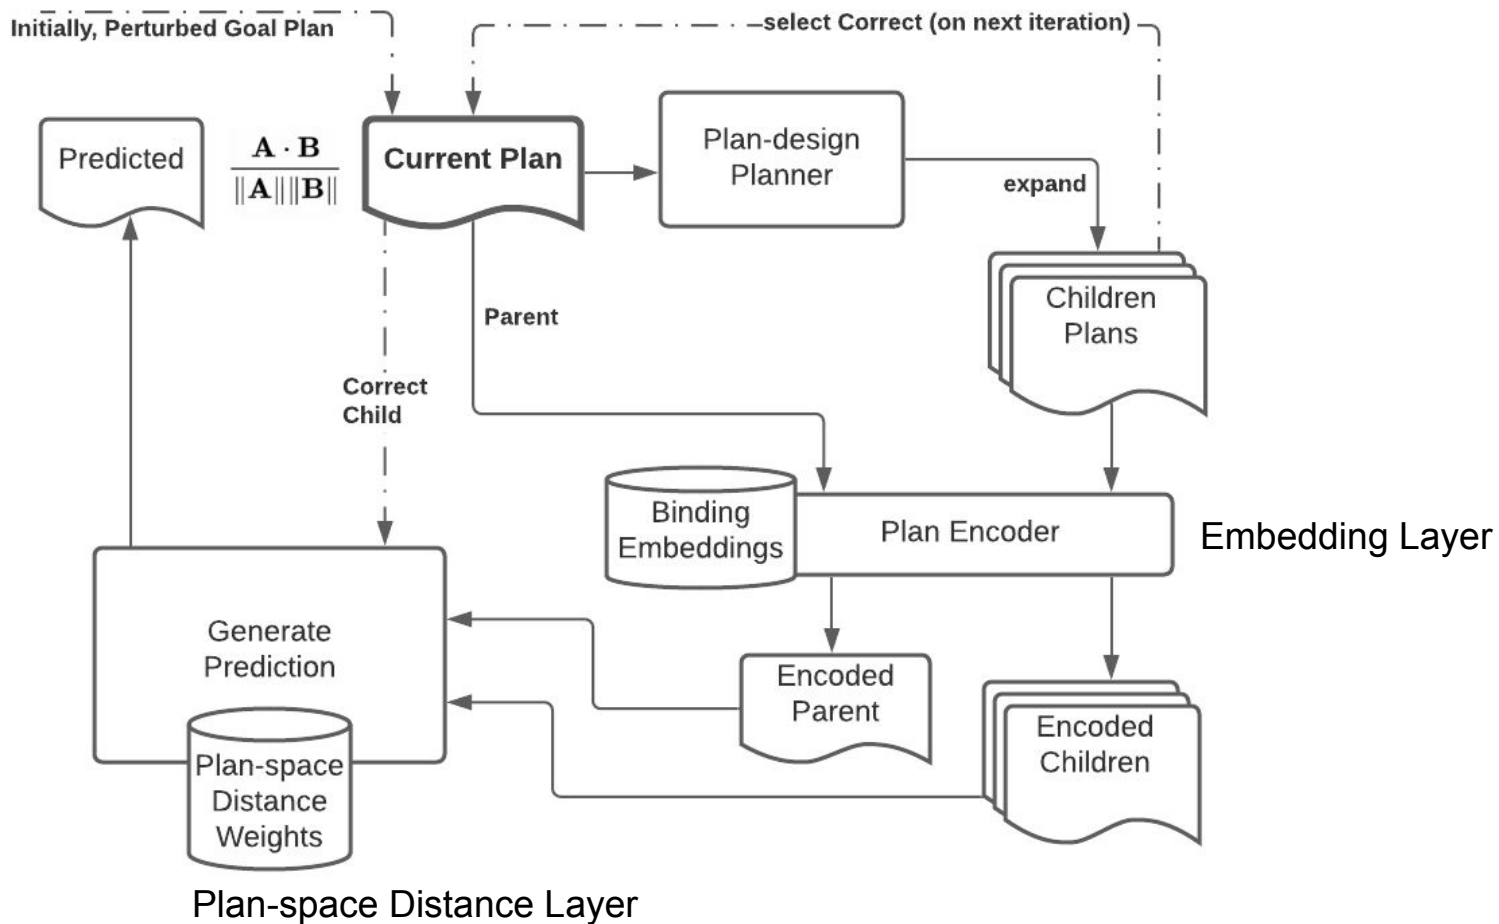 Initially, Perturbed Goal Plan
select Correct (on next iteration)
Predicted
A · B
‖A‖‖B‖
Current Plan
Plan-design
Planner
expand
Children
Plans
Parent
Correct
Child
Binding
Embeddings
Plan Encoder
Embedding Layer
Generate
Prediction
Encoded
Parent
Encoded
Children
Plan-space
Distance
Weights
Plan-space Distance Layer